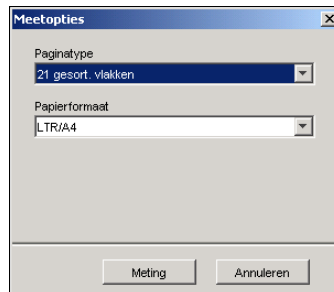 Meetopties
Paginatype
21 gesort. vlakken
Papierformaat
LTR/A4
Meting
Annuleren